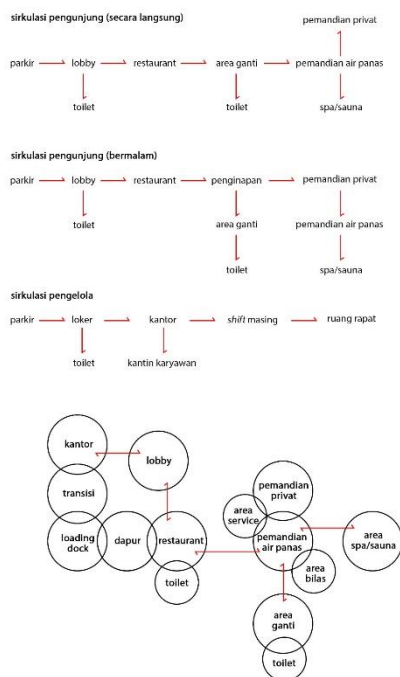 sirkulasi pengunjung (secara langsung)
pemandian privat
parkir lobby restaurant area ganti pemandian air panas
toilet toilet spa/sauna
sirkulasi pengunjung (bermalam)
parkir lobby restaurant penginapan pemandian privat
toilet area ganti pemandian air panas
toilet spa/sauna
sirkulasi pengelola
parkir loker kantor shift masing ruang rapat
toilet kantin karyawan
kantor
lobby
transisi
pemandian
privat
area
service
loading
dock
dapur
restaurant
pemandian
air panas
area
spa/sauna
toilet
area
bilas
area
ganti
toilet